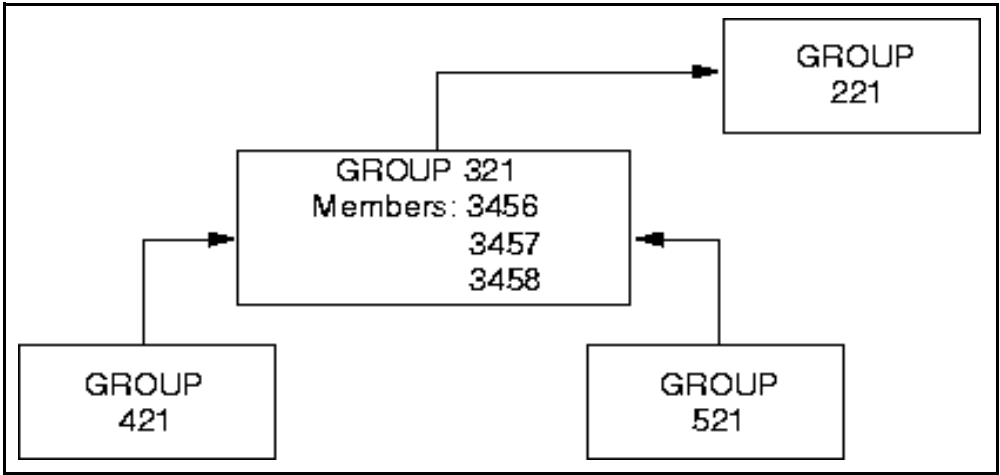 GROUP
221
GROUP 321
Members: 3456
3457
3458
GROUP
421
GROUP
521